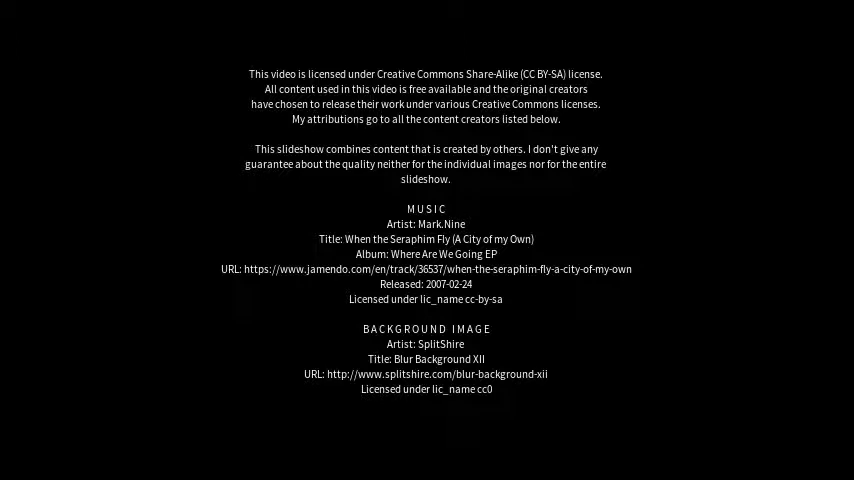 This video is licensed under Creative Commons Share-Alike (CC BY-SA) license.
All content used in this video is free available and the original creators
have chosen to release their work under various Creative Commons licenses.
My attributions go to all the content creators listed below.
This slideshow combines content that is created by others. I don't give any
guarantee about the quality neither for the individual images nor for the entire
slideshow.
MUSIC
Artist: Mark.Nine
Title: When the Seraphim Fly (A City of my Own)
Album: Where Are We Going EP
URL: https://www.jamendo.com/en/track/36537/when-the-seraphim-fly-a-city-of-my-own
Released: 2007-02-24
Licensed under lic_name cc-by-sa
BACKGROUND IMAGE
Artist: SplitShire
Title: Blur Background XII
URL: http://www.splitshire.com/blur-background-xii
Licensed under lic_name cc0